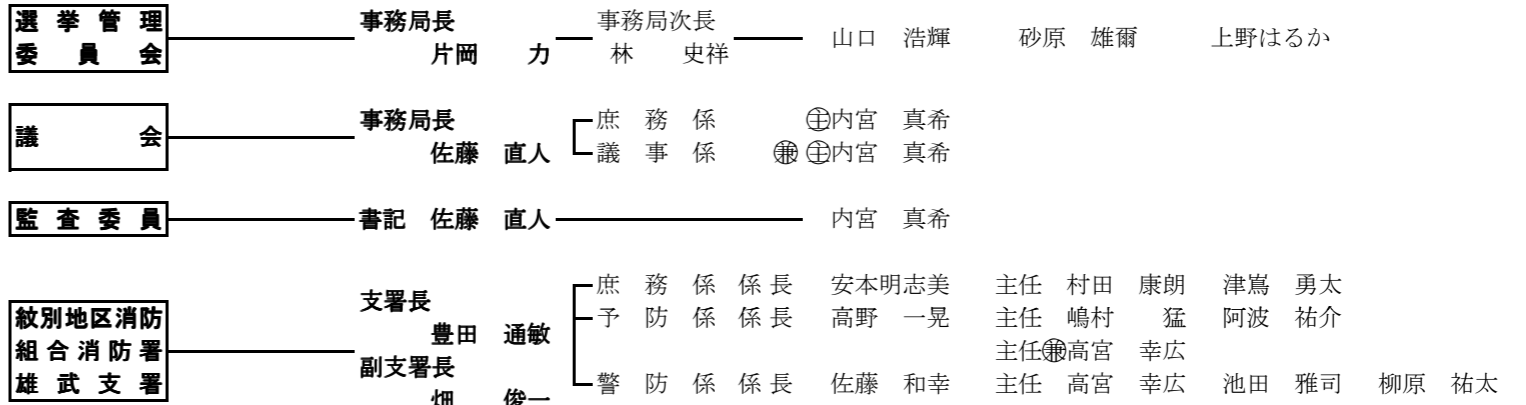 選挙管理
委員会
事務局長
片岡　力
事務局次長
林　史祥
山口　浩輝　砂原　雄爾　上野はるか
議会
事務局長
佐藤　直人
庶務係　㊩内宮　真希
議事係　兼㊩内宮　真希
監査委員
書記　佐藤　直人　内宮　真希
紋別地区消防
組合消防署
雄武支署
支署長
豊田　通敏
副支署長
畑　俊一
庶務係係長　安本明志美　主任　村田　康朗　津嶌　勇太
予防係係長　高野　一晃　主任　嶋村　猛　阿波　祐介
主任兼高宮　幸広
警防係係長　佐藤　和幸　主任　高宮　幸広　池田　雅司　柳原　祐太